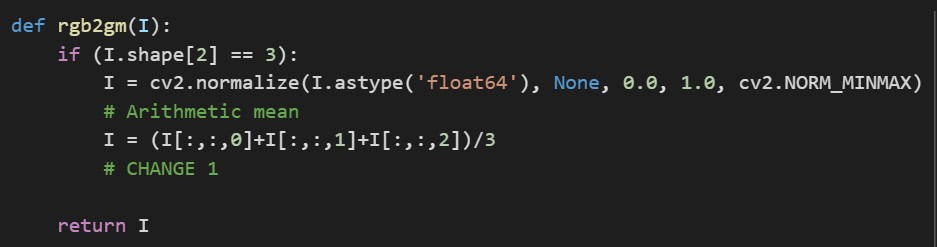 def rgb2gm(I):
    if (I.shape[2] == 3):
        I = cv2.normalize(I.astype('float64'), None, 0.0, 1.0, cv2.NORM_MINMAX)
        # Arithmetic mean
        I = (I[:,:,0]+I[:,:,1]+I[:,:,2])/3
        # CHANGE 1
    return I